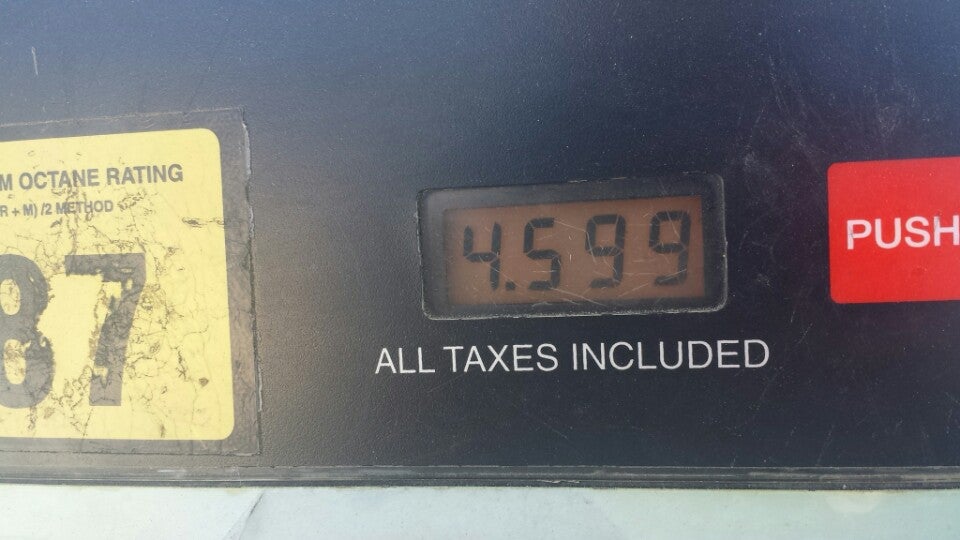 M OCTANE RATING
R + M) /2 METHOD
87
4.599
ALL TAXES INCLUDED
PUSH